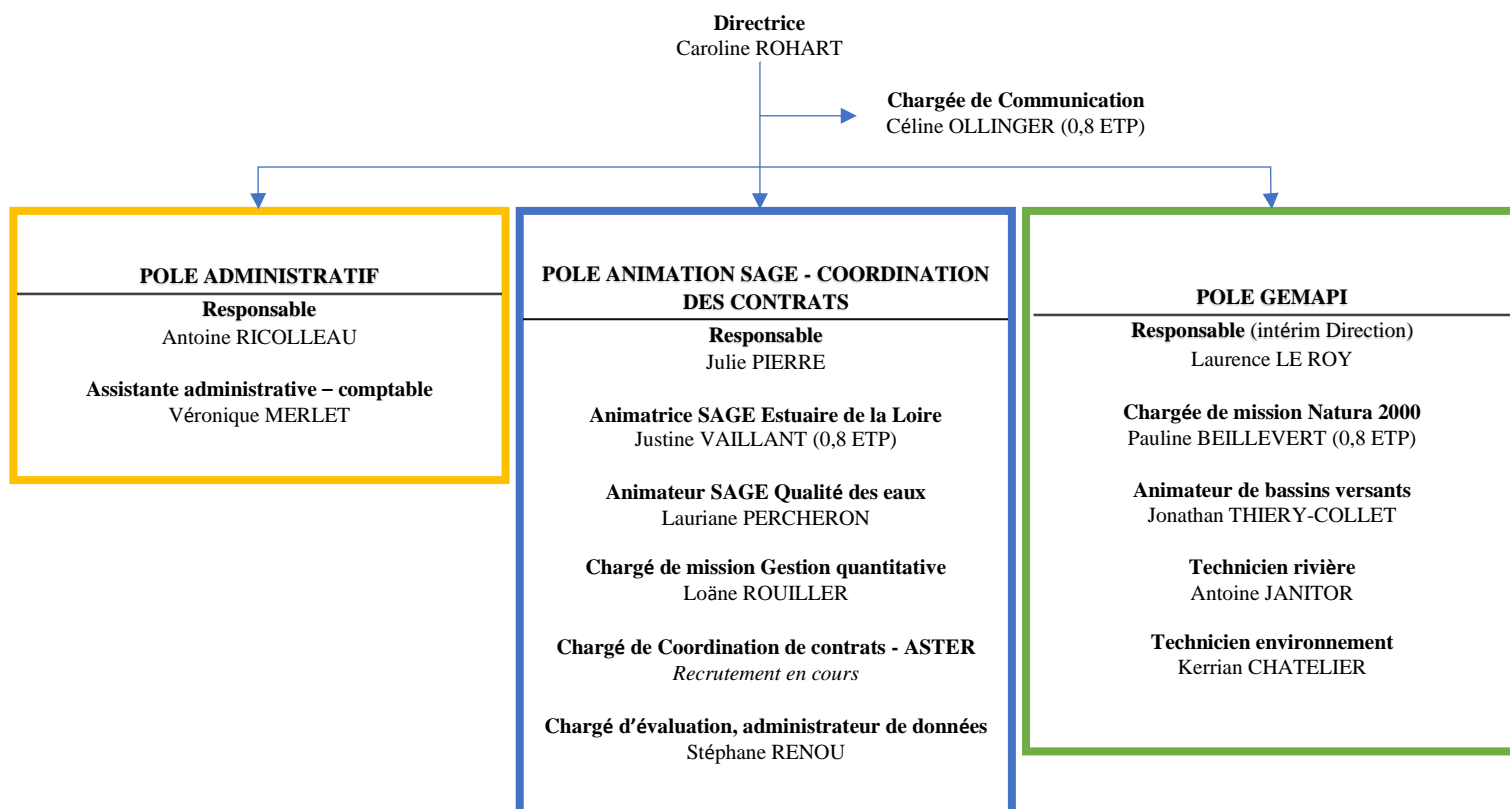 Directrice
Caroline ROHART
Chargée de Communication
Céline OLLINGER (0,8 ETP)
POLE ADMINISTRATIF
Responsable
Antoine RICOLLEAU
Assistante administrative – comptable
Véronique MERLET
POLE ANIMATION SAGE - COORDINATION
DES CONTRATS
Responsable
Julie PIERRE
Animatrice SAGE Estuaire de la Loire
Justine VAILLANT (0,8 ETP)
Animateur SAGE Qualité des eaux
Lauriane PERCHERON
Chargé de mission Gestion quantitative
Loäne ROUILLER
Chargé de Coordination de contrats - ASTER
Recrutement en cours
Chargé d’évaluation, administrateur de données
Stéphane RENOU
POLE GEMAPI
Responsable (intérim Direction)
Laurence LE ROY
Chargée de mission Natura 2000
Pauline BEILLEVERT (0,8 ETP)
Animateur de bassins versants
Jonathan THIERY-COLLET
Technicien rivière
Antoine JANITOR
Technicien environnement
Kerrian CHATELIER